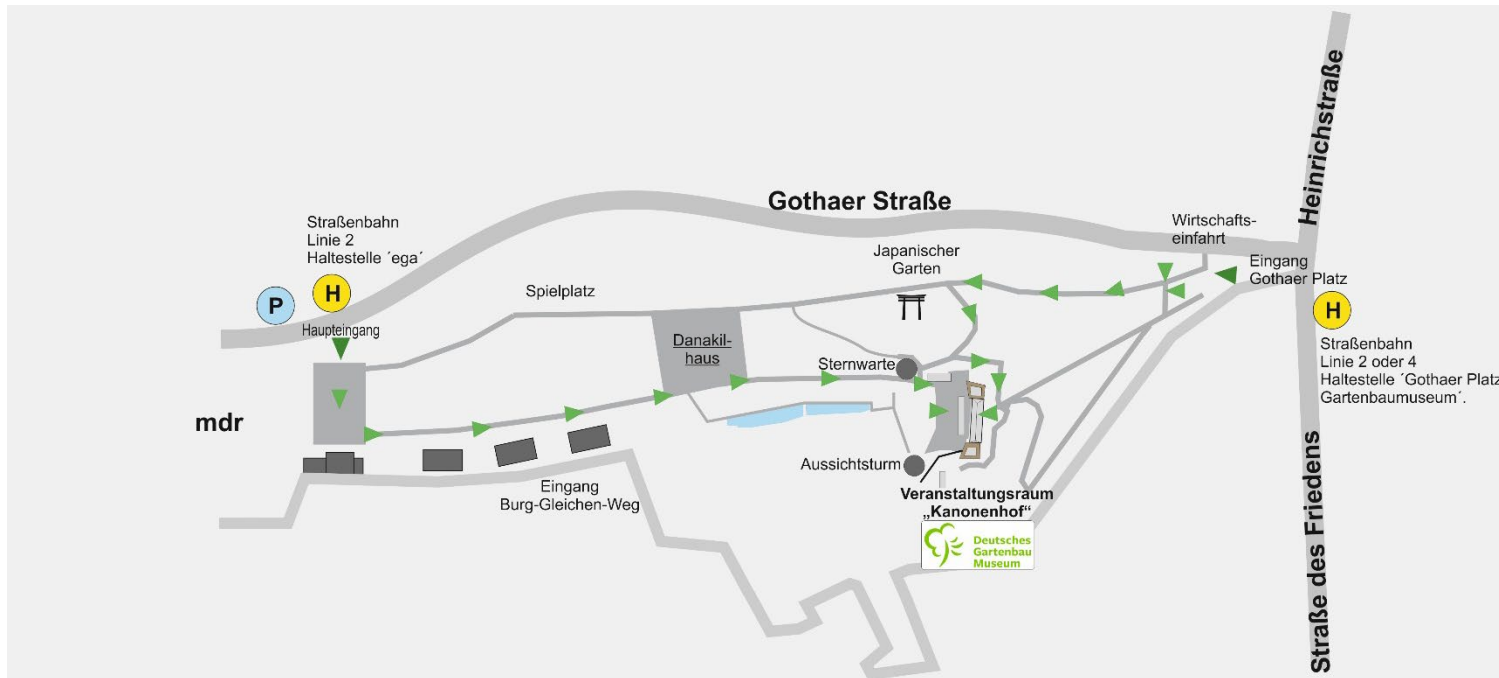 Heinrichstraße
Gothaer Straße
Straßenbahn
Linie 2
Haltestelle ´ega´
P
H
Haupteingang
Spielplatz
Japanischer
Garten
Wirtschafts-
einfahrt
Eingang
Gothaer Platz
H
Straßenbahn
Linie 2 oder 4
Haltestelle ´Gothaer Platz
Gartenbaumuseum´.
Danakil-
haus
Sternwarte
mdr
Aussichtsturm
Eingang
Burg-Gleichen-Weg
Veranstaltungsraum
„Kanonenhof“
Deutsches
Gartenbau
Museum
Straße des Friedens